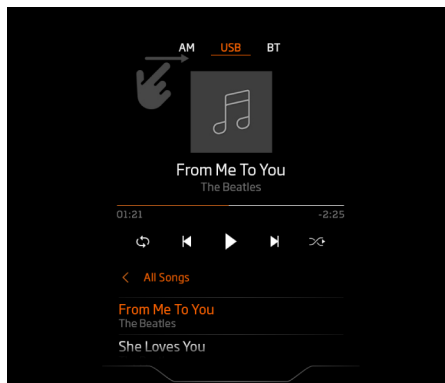 AM USB BT
From Me To You
The Beatles
01:21 -2:25
All Songs
From Me To You
The Beatles
She Loves You